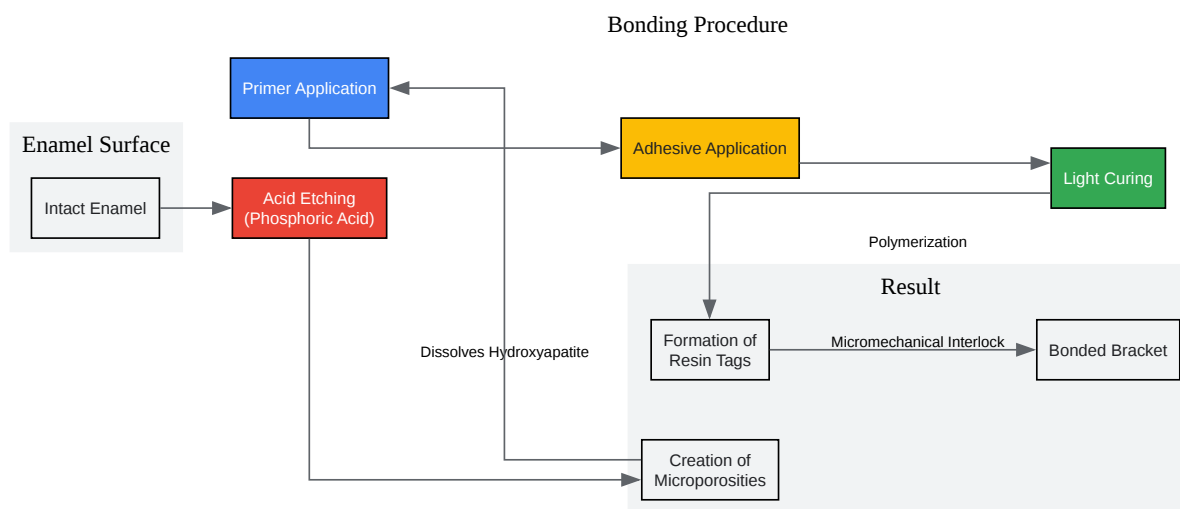 Bonding Procedure
Primer Application
Enamel Surface
Adhesive Application
Intact Enamel
Acid Etching
(Phosphoric Acid)
Light Curing
Polymerization
Result
Dissolves Hydroxyapatite
Formation of
Resin Tags
Micromechanical Interlock
Bonded Bracket
Creation of
Microporosities